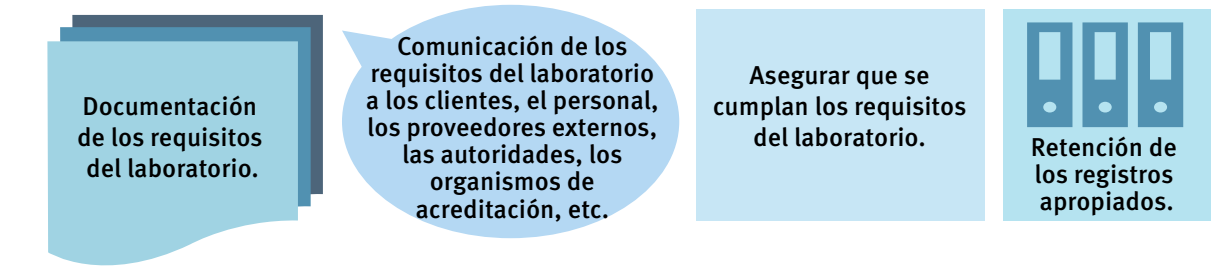 Documentación
de los requisitos
del laboratorio.
Comunicación de los
requisitos del laboratorio
a los clientes, el personal,
los proveedores externos,
las autoridades, los
organismos de
acreditación, etc.
Asegurar que se
cumplan los requisitos
del laboratorio.
Retención de
los registros
apropiados.